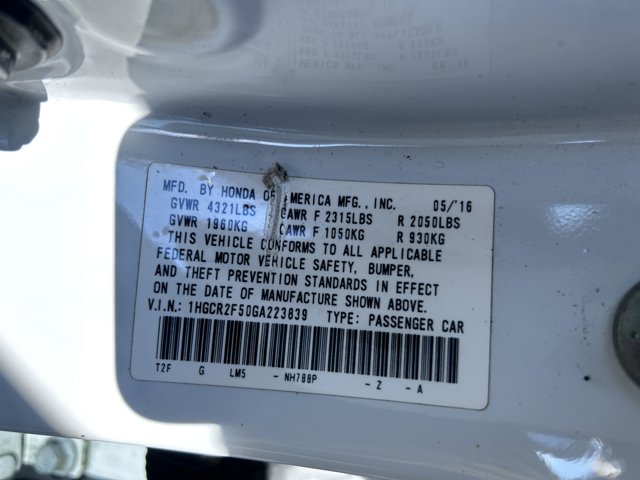 MFD. BY HONDA OF AMERICA MFG., INC. 05/'16
GVWR 4321LBS GAWR F 2315LBS R 2050LBS
GVWR 1960KG GAWR F 1050KG R 930KG
THIS VEHICLE CONFORMS TO ALL APPLICABLE
FEDERAL MOTOR VEHICLE SAFETY, BUMPER,
AND THEFT PREVENTION STANDARDS IN EFFECT
ON THE DATE OF MANUFACTURE SHOWN ABOVE.
V.I.N.: 1HGCR2F50GA223839 TYPE: PASSENGER CAR
T2F G LM5 - NH788P - Z - A